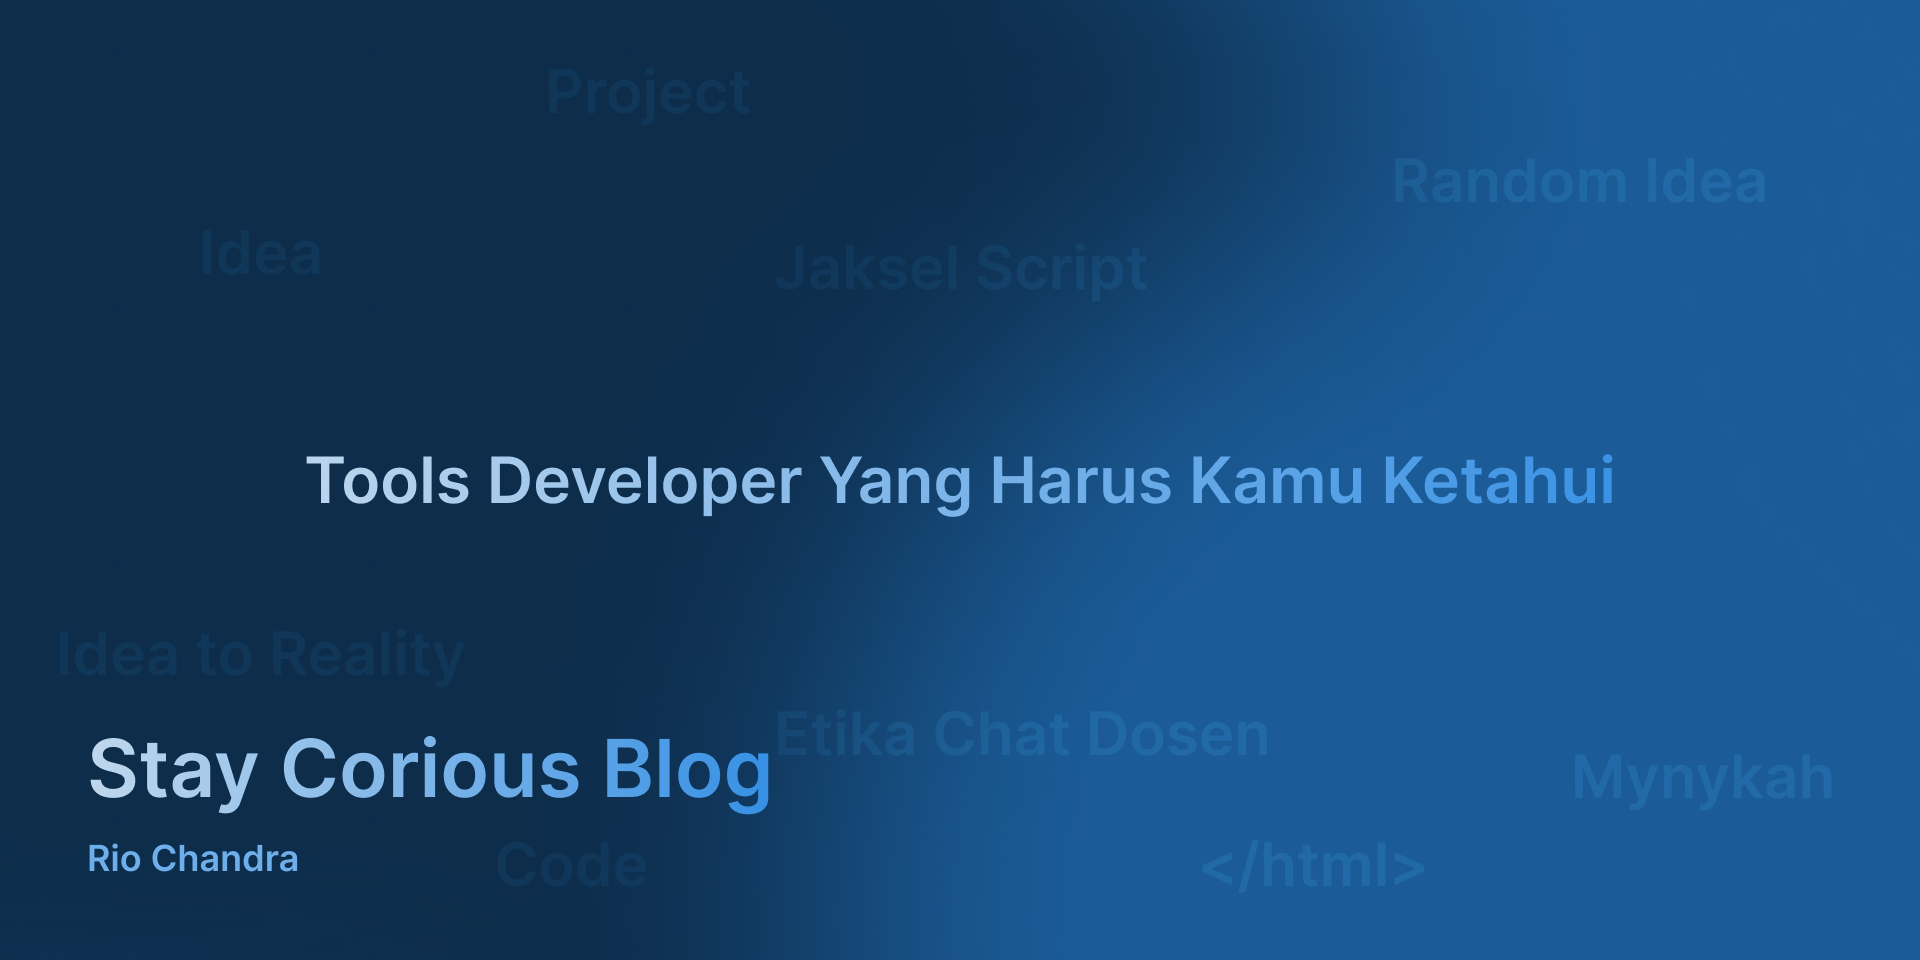 Project
Random Idea
Idea
Jaksel Script
Tools Developer Yang Harus Kamu Ketahui
Idea to Reality
Etika Chat Dosen
Stay Corious Blog
Mynykah
Rio Chandra
Code
</html>